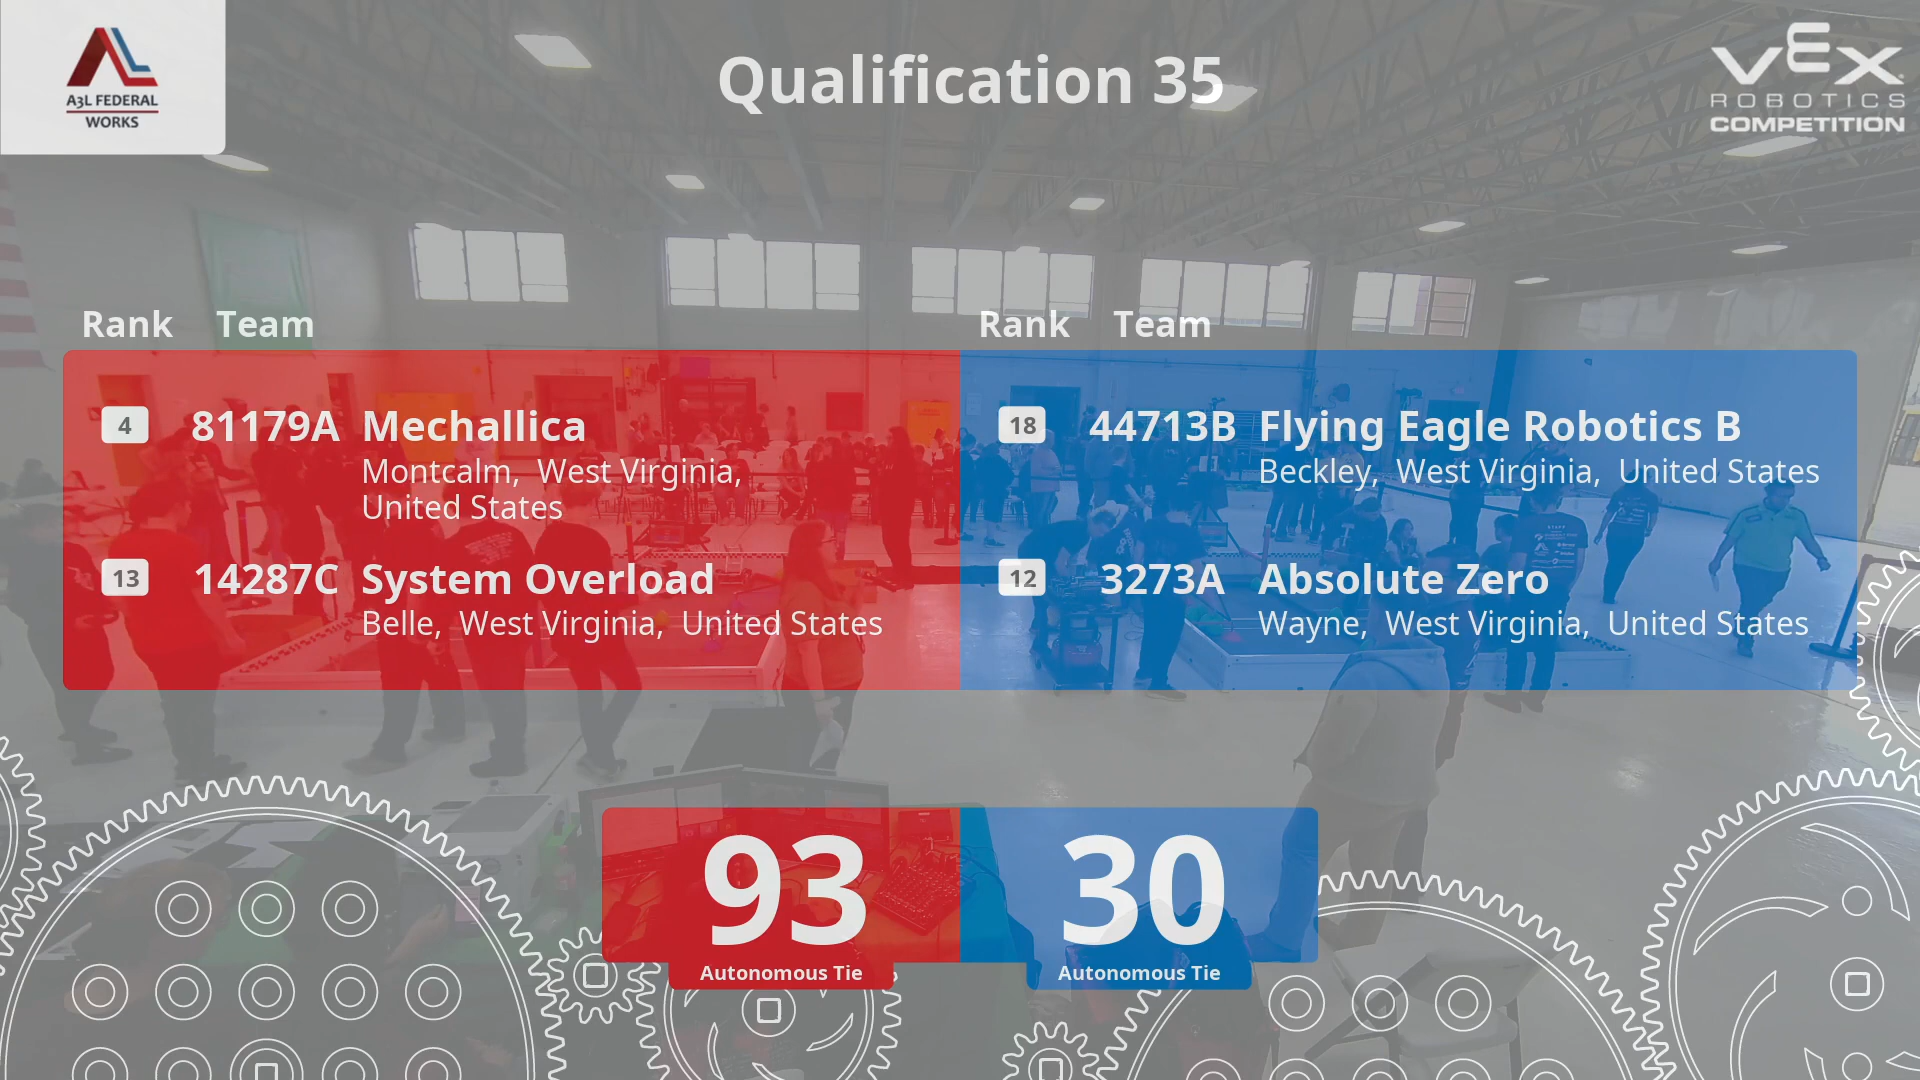 A3L FEDERAL
WORKS
Qualification 35
VEX
ROBOTICS
COMPETITION
Rank Team
4 81179A Mechallica
Montcalm, West Virginia,
United States
13 14287C System Overload
Belle, West Virginia, United States
Rank Team
18 44713B Flying Eagle Robotics B
Beckley, West Virginia, United States
12 3273A Absolute Zero
Wayne, West Virginia, United States
93
Autonomous Tie
30
Autonomous Tie